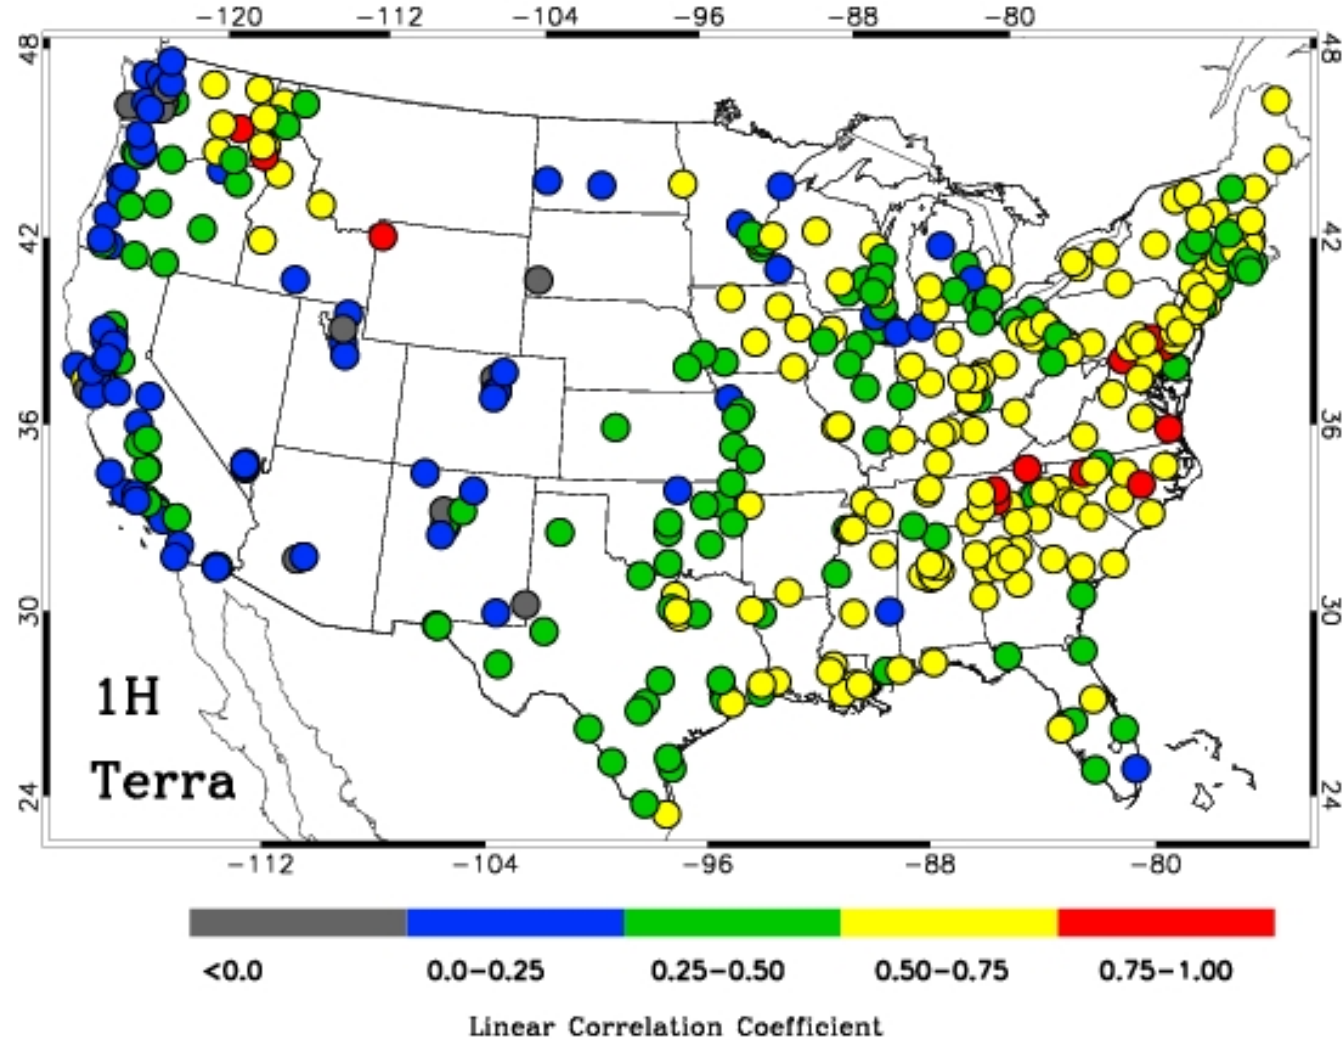 -120 -112 -104 -96 -88 -80
48 48
42 42
36 36
30 30
24 24
1H
Terra
-112 -104 -96 -88 -80
<0.0 0.0-0.25 0.25-0.50 0.50-0.75 0.75-1.00
Linear Correlation Coefficient